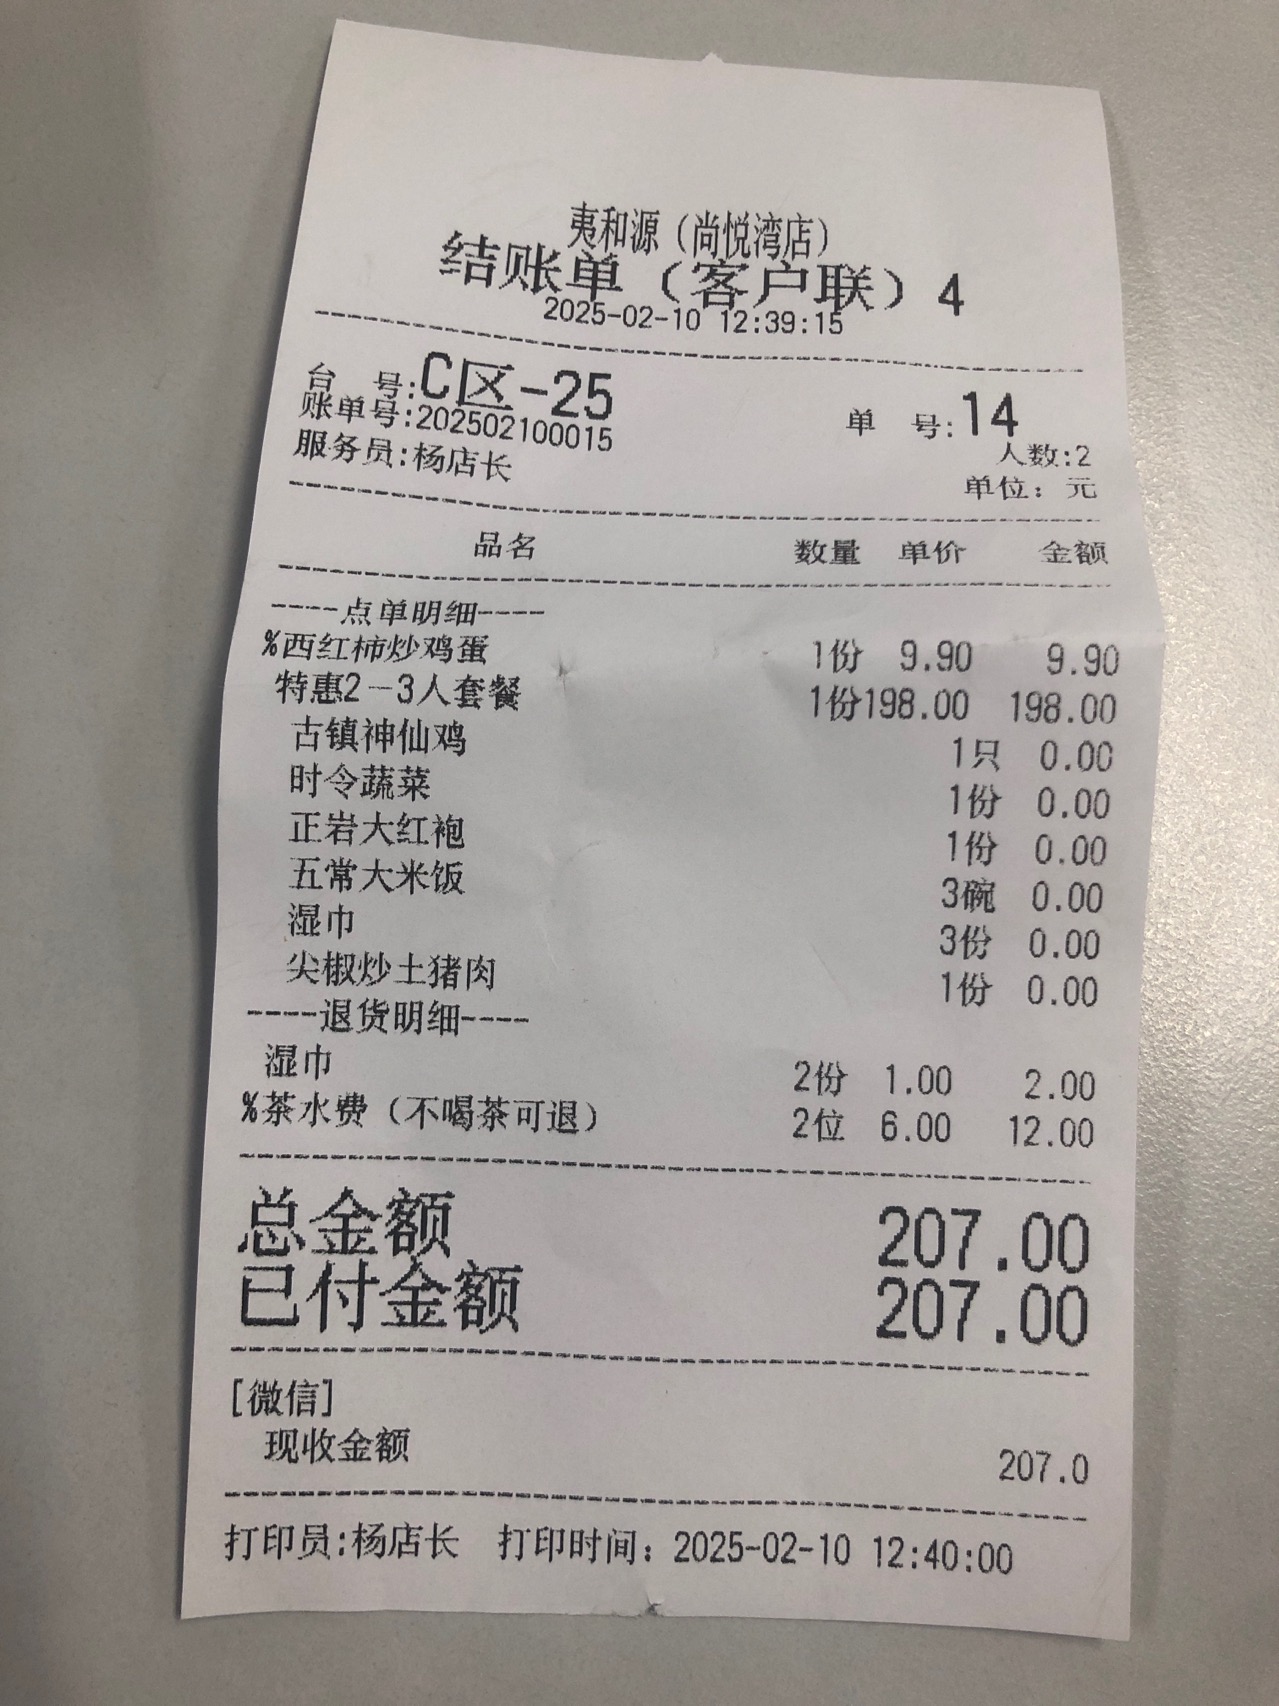 夷和源（尚悦湾店）
结账单（客户联）4
2025-02-10 12:39:15
台 号:C区-25 单 号:14
账单号:202502100015 人数:2
服务员:杨店长 单位：元
品名 数量 单价 金额
----点单明细----
%西红柿炒鸡蛋 1份 9.90 9.90
特惠2-3人套餐 1份198.00 198.00
古镇神仙鸡 1只 0.00
时令蔬菜 1份 0.00
正岩大红袍 1份 0.00
五常大米饭 3碗 0.00
湿巾 3份 0.00
尖椒炒土猪肉 1份 0.00
----退货明细----
湿巾 2份 1.00 2.00
%茶水费（不喝茶可退） 2位 6.00 12.00
总金额 207.00
已付金额 207.00
[微信]
现收金额 207.0
打印员:杨店长 打印时间：2025-02-10 12:40:00